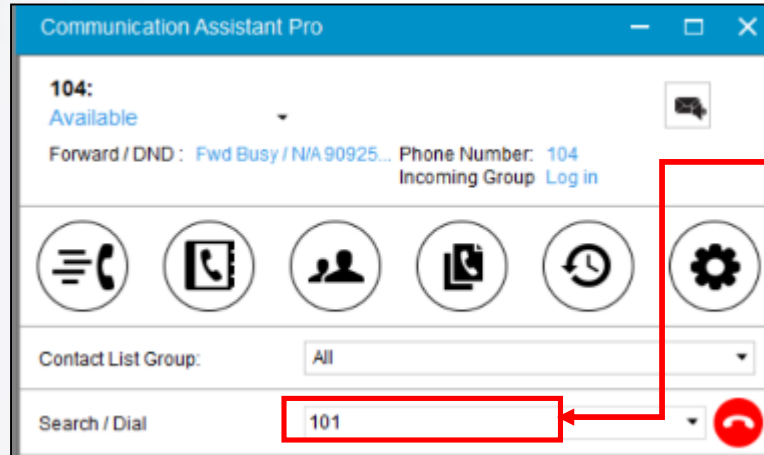 Communication Assistant Pro
104:
Available
Forward / DND : Fwd Busy / N/A 90925... Phone Number: 104
Incoming Group Log in
Contact List Group: All
Search / Dial 101